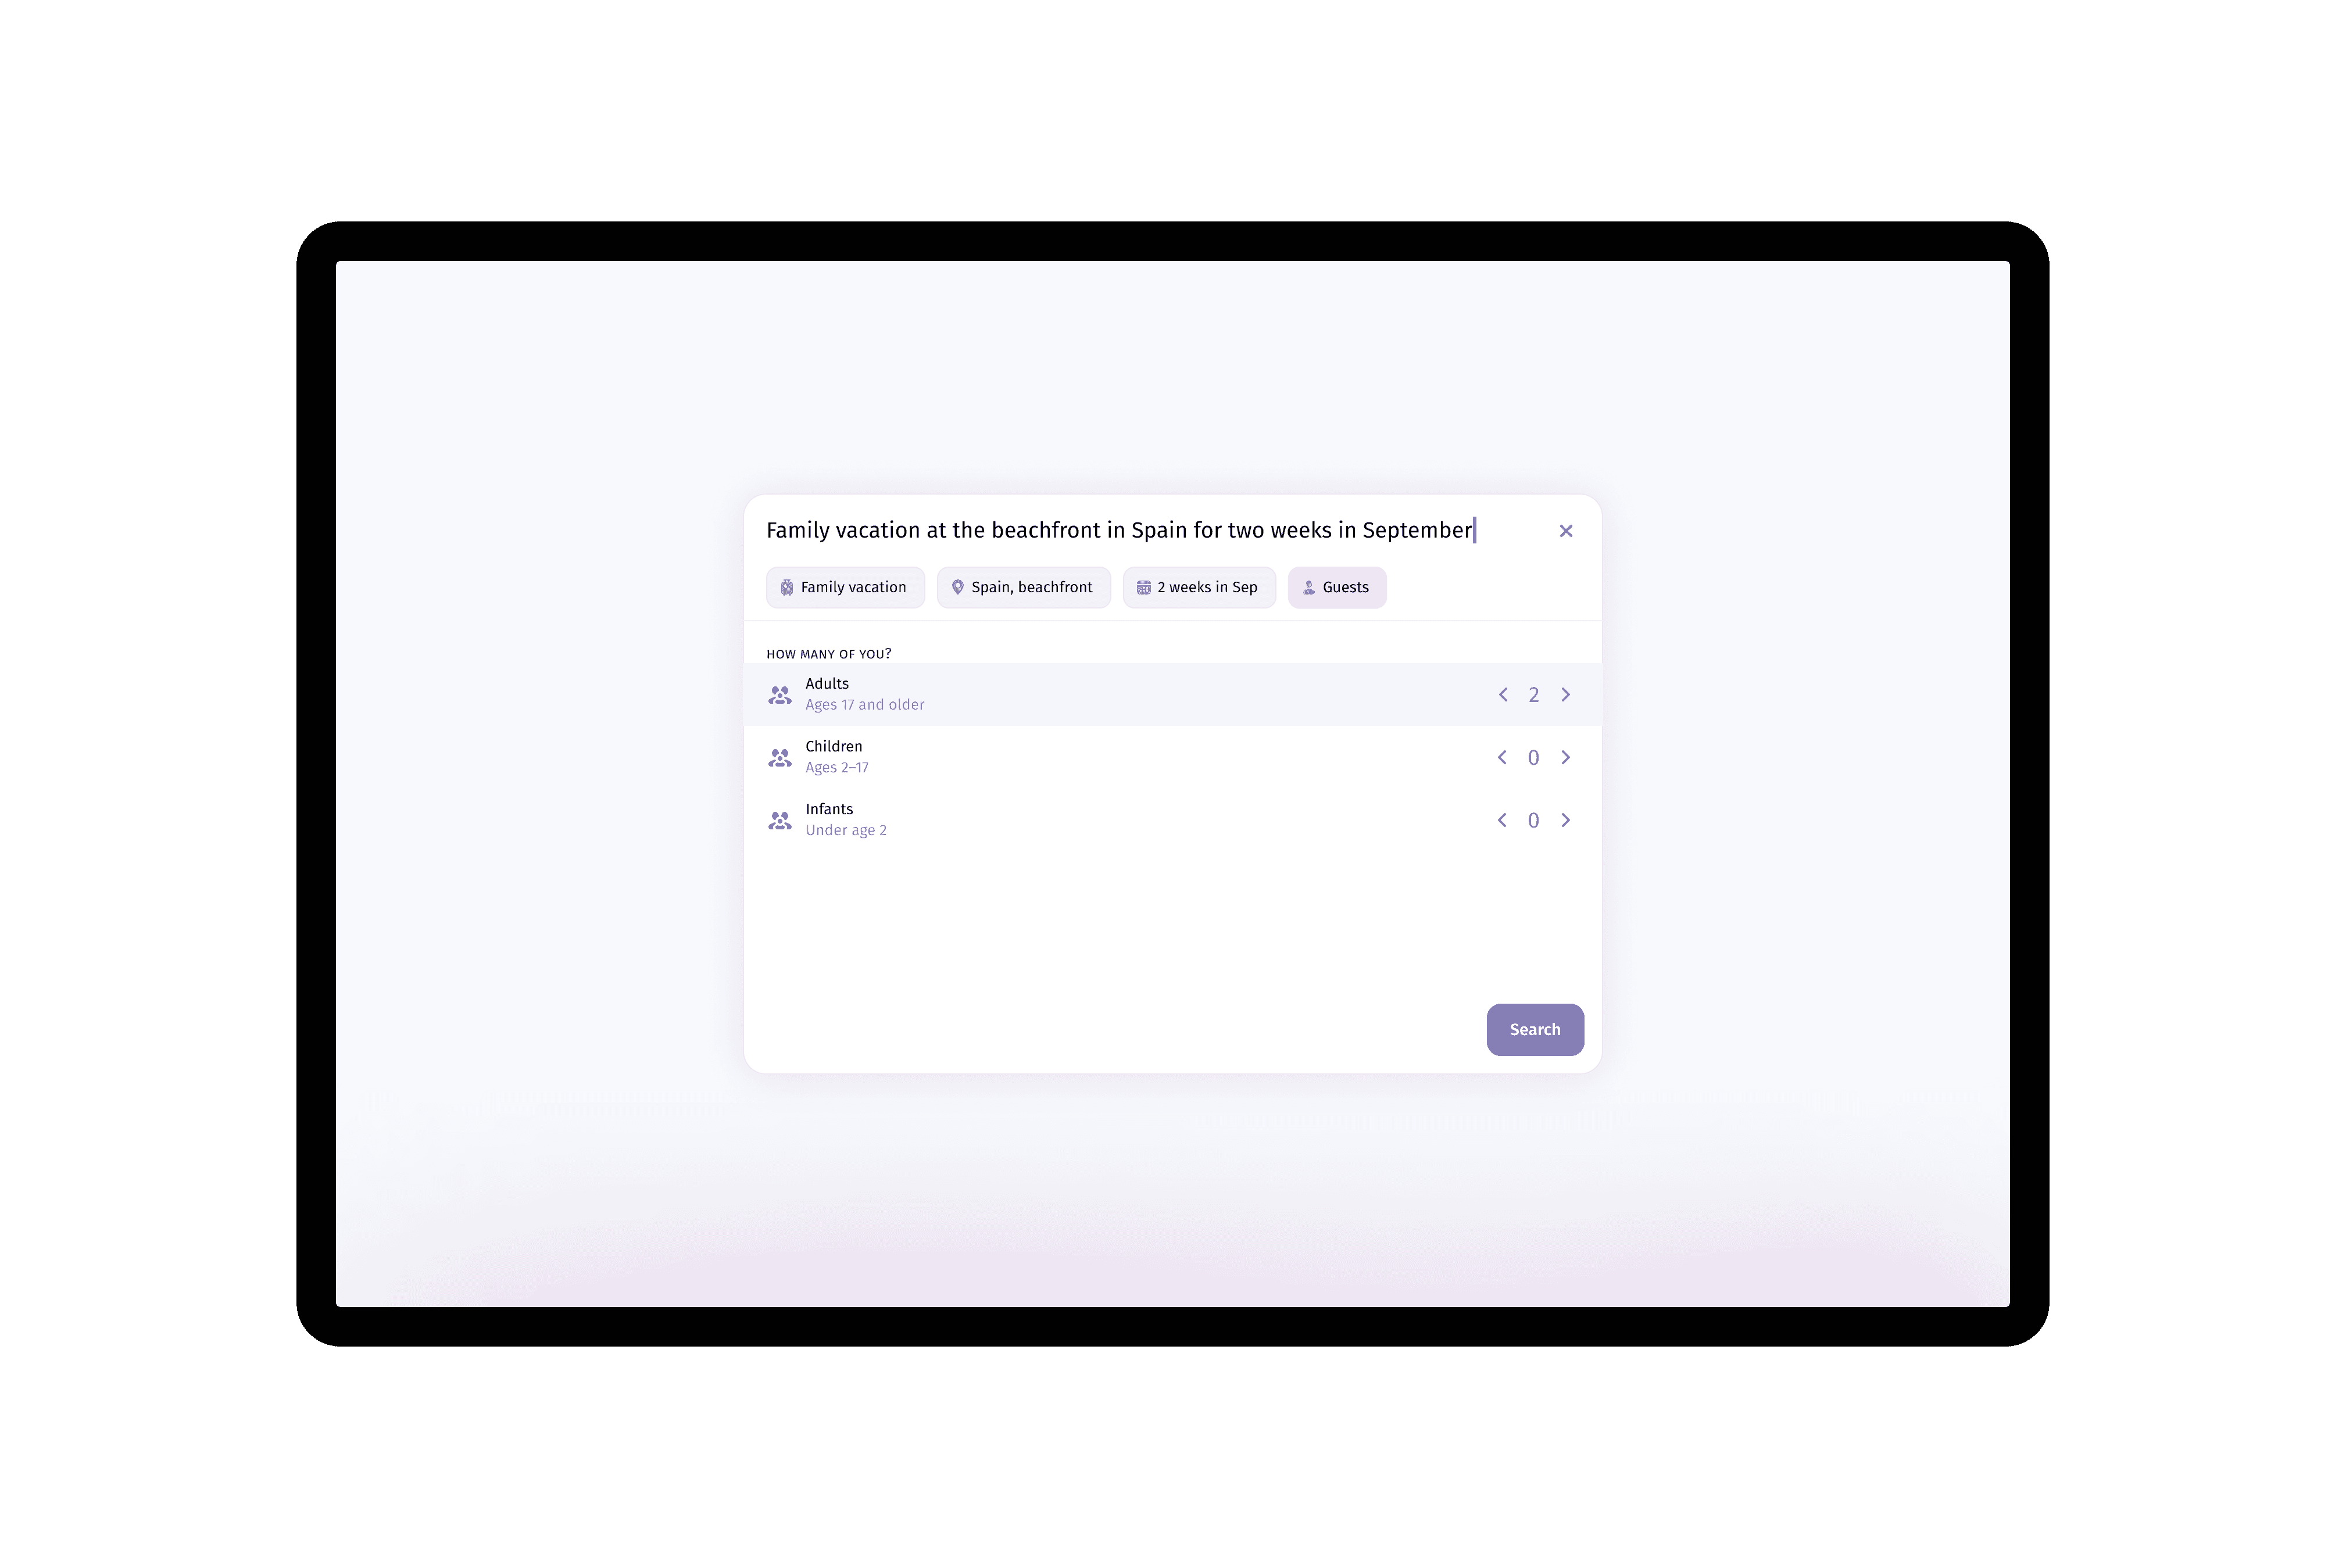 Family vacation at the beachfront in Spain for two weeks in September
Family vacation
Spain, beachfront
2 weeks in Sep
Guests
HOW MANY OF YOU?
Adults
Ages 17 and older
2
Children
Ages 2–17
0
Infants
Under age 2
0
Search